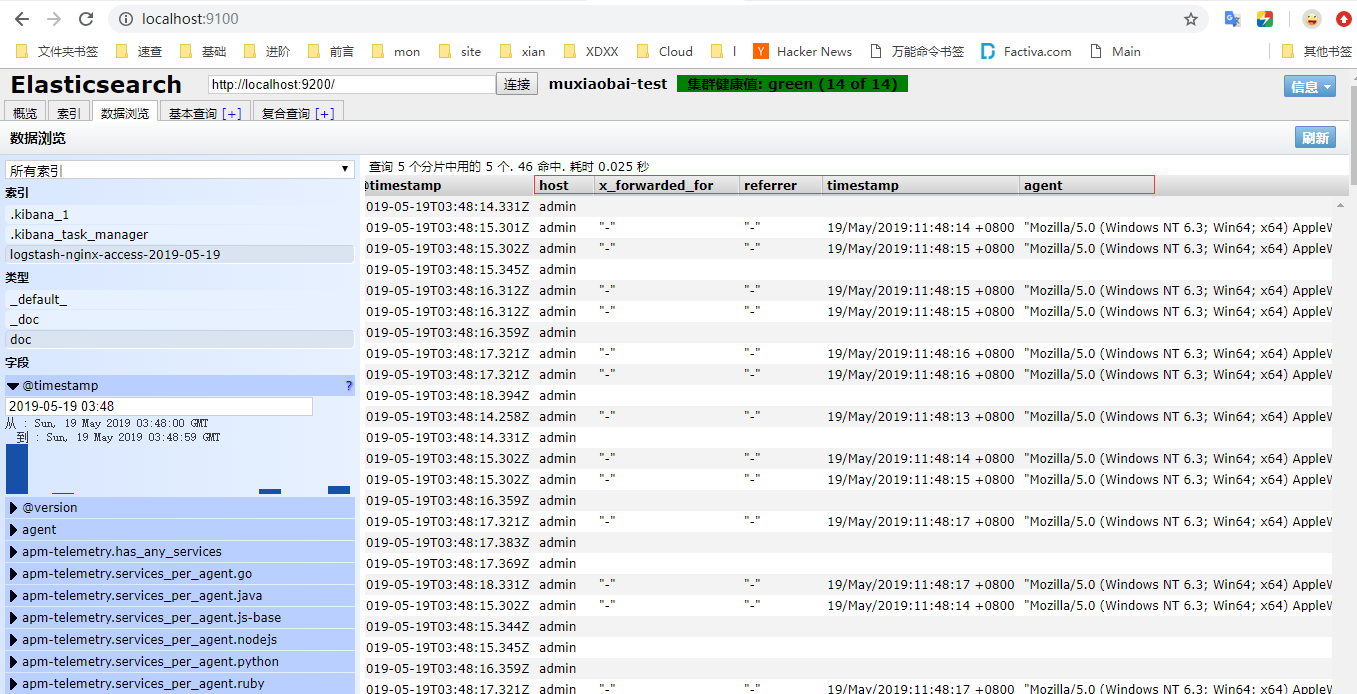 localhost:9100
文件夹书签 速查 基础 进阶 前言 mon site xian XDXX Cloud l Y Hacker News 万能命令书签 Factiva.com Main 其他书签
Elasticsearch http://localhost:9200/ 连接 muxiaobai-test 集群健康值: green (14 of 14) 信息
概览 索引 数据浏览 基本查询 [+] 复合查询 [+]
数据浏览 刷新
所有索引
索引
.kibana_1
.kibana_task_manager
logstash-nginx-access-2019-05-19
类型
_default_
_doc
doc
字段
@timestamp ?
2019-05-19 03:48
从 : Sun, 19 May 2019 03:48:00 GMT
到 : Sun, 19 May 2019 03:48:59 GMT
@version
agent
apm-telemetry.has_any_services
apm-telemetry.services_per_agent.go
apm-telemetry.services_per_agent.java
apm-telemetry.services_per_agent.js-base
apm-telemetry.services_per_agent.nodejs
apm-telemetry.services_per_agent.python
apm-telemetry.services_per_agent.ruby
查询 5 个分片中用的 5 个. 46 命中. 耗时 0.025 秒
@timestamp host x_forwarded_for referrer timestamp agent
019-05-19T03:48:14.331Z admin
019-05-19T03:48:15.301Z admin "-" "-" 19/May/2019:11:48:14 +0800 "Mozilla/5.0 (Windows NT 6.3; Win64; x64) AppleW
019-05-19T03:48:15.302Z admin "-" "-" 19/May/2019:11:48:15 +0800 "Mozilla/5.0 (Windows NT 6.3; Win64; x64) AppleW
019-05-19T03:48:15.345Z admin
019-05-19T03:48:16.312Z admin "-" "-" 19/May/2019:11:48:15 +0800 "Mozilla/5.0 (Windows NT 6.3; Win64; x64) AppleW
019-05-19T03:48:16.312Z admin "-" "-" 19/May/2019:11:48:15 +0800 "Mozilla/5.0 (Windows NT 6.3; Win64; x64) AppleW
019-05-19T03:48:16.359Z admin
019-05-19T03:48:17.321Z admin "-" "-" 19/May/2019:11:48:16 +0800 "Mozilla/5.0 (Windows NT 6.3; Win64; x64) AppleW
019-05-19T03:48:17.321Z admin "-" "-" 19/May/2019:11:48:16 +0800 "Mozilla/5.0 (Windows NT 6.3; Win64; x64) AppleW
019-05-19T03:48:18.394Z admin
019-05-19T03:48:14.258Z admin "-" "-" 19/May/2019:11:48:13 +0800 "Mozilla/5.0 (Windows NT 6.3; Win64; x64) AppleW
019-05-19T03:48:14.331Z admin
019-05-19T03:48:15.302Z admin "-" "-" 19/May/2019:11:48:14 +0800 "Mozilla/5.0 (Windows NT 6.3; Win64; x64) AppleW
019-05-19T03:48:15.302Z admin "-" "-" 19/May/2019:11:48:15 +0800 "Mozilla/5.0 (Windows NT 6.3; Win64; x64) AppleW
019-05-19T03:48:16.359Z admin
019-05-19T03:48:17.321Z admin "-" "-" 19/May/2019:11:48:17 +0800 "Mozilla/5.0 (Windows NT 6.3; Win64; x64) AppleW
019-05-19T03:48:17.383Z admin
019-05-19T03:48:17.369Z admin
019-05-19T03:48:18.331Z admin "-" "-" 19/May/2019:11:48:17 +0800 "Mozilla/5.0 (Windows NT 6.3; Win64; x64) AppleW
019-05-19T03:48:15.302Z admin "-" "-" 19/May/2019:11:48:14 +0800 "Mozilla/5.0 (Windows NT 6.3; Win64; x64) AppleW
019-05-19T03:48:15.344Z admin
019-05-19T03:48:15.345Z admin
019-05-19T03:48:16.359Z admin
019-05-19T03:48:17.321Z admin "-" "-" 19/May/2019:11:48:17 +0800 "Mozilla/5.0 (Windows NT 6.3; Win64; x64) AppleW